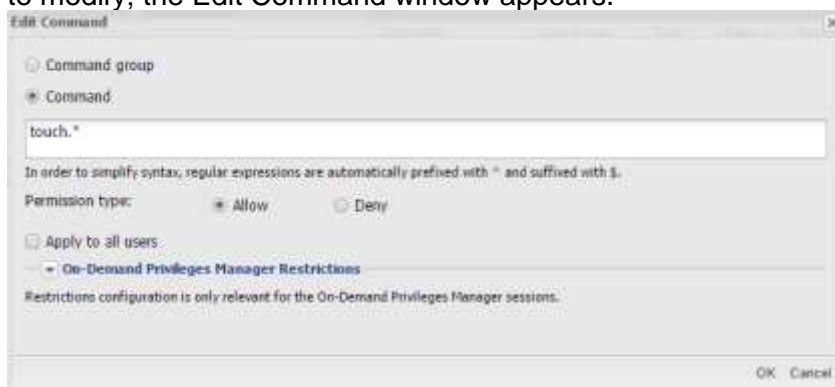 to modify, the Edit Command window appears.
Edit Command
Command group
Command
touch.*
In order to simplify syntax, regular expressions are automatically prefixed with ^ and suffixed with $.
Permission type: Allow Deny
Apply to all users
On-Demand Privileges Manager Restrictions
Restrictions configuration is only relevant for the On-Demand Privileges Manager sessions.
OK Cancel